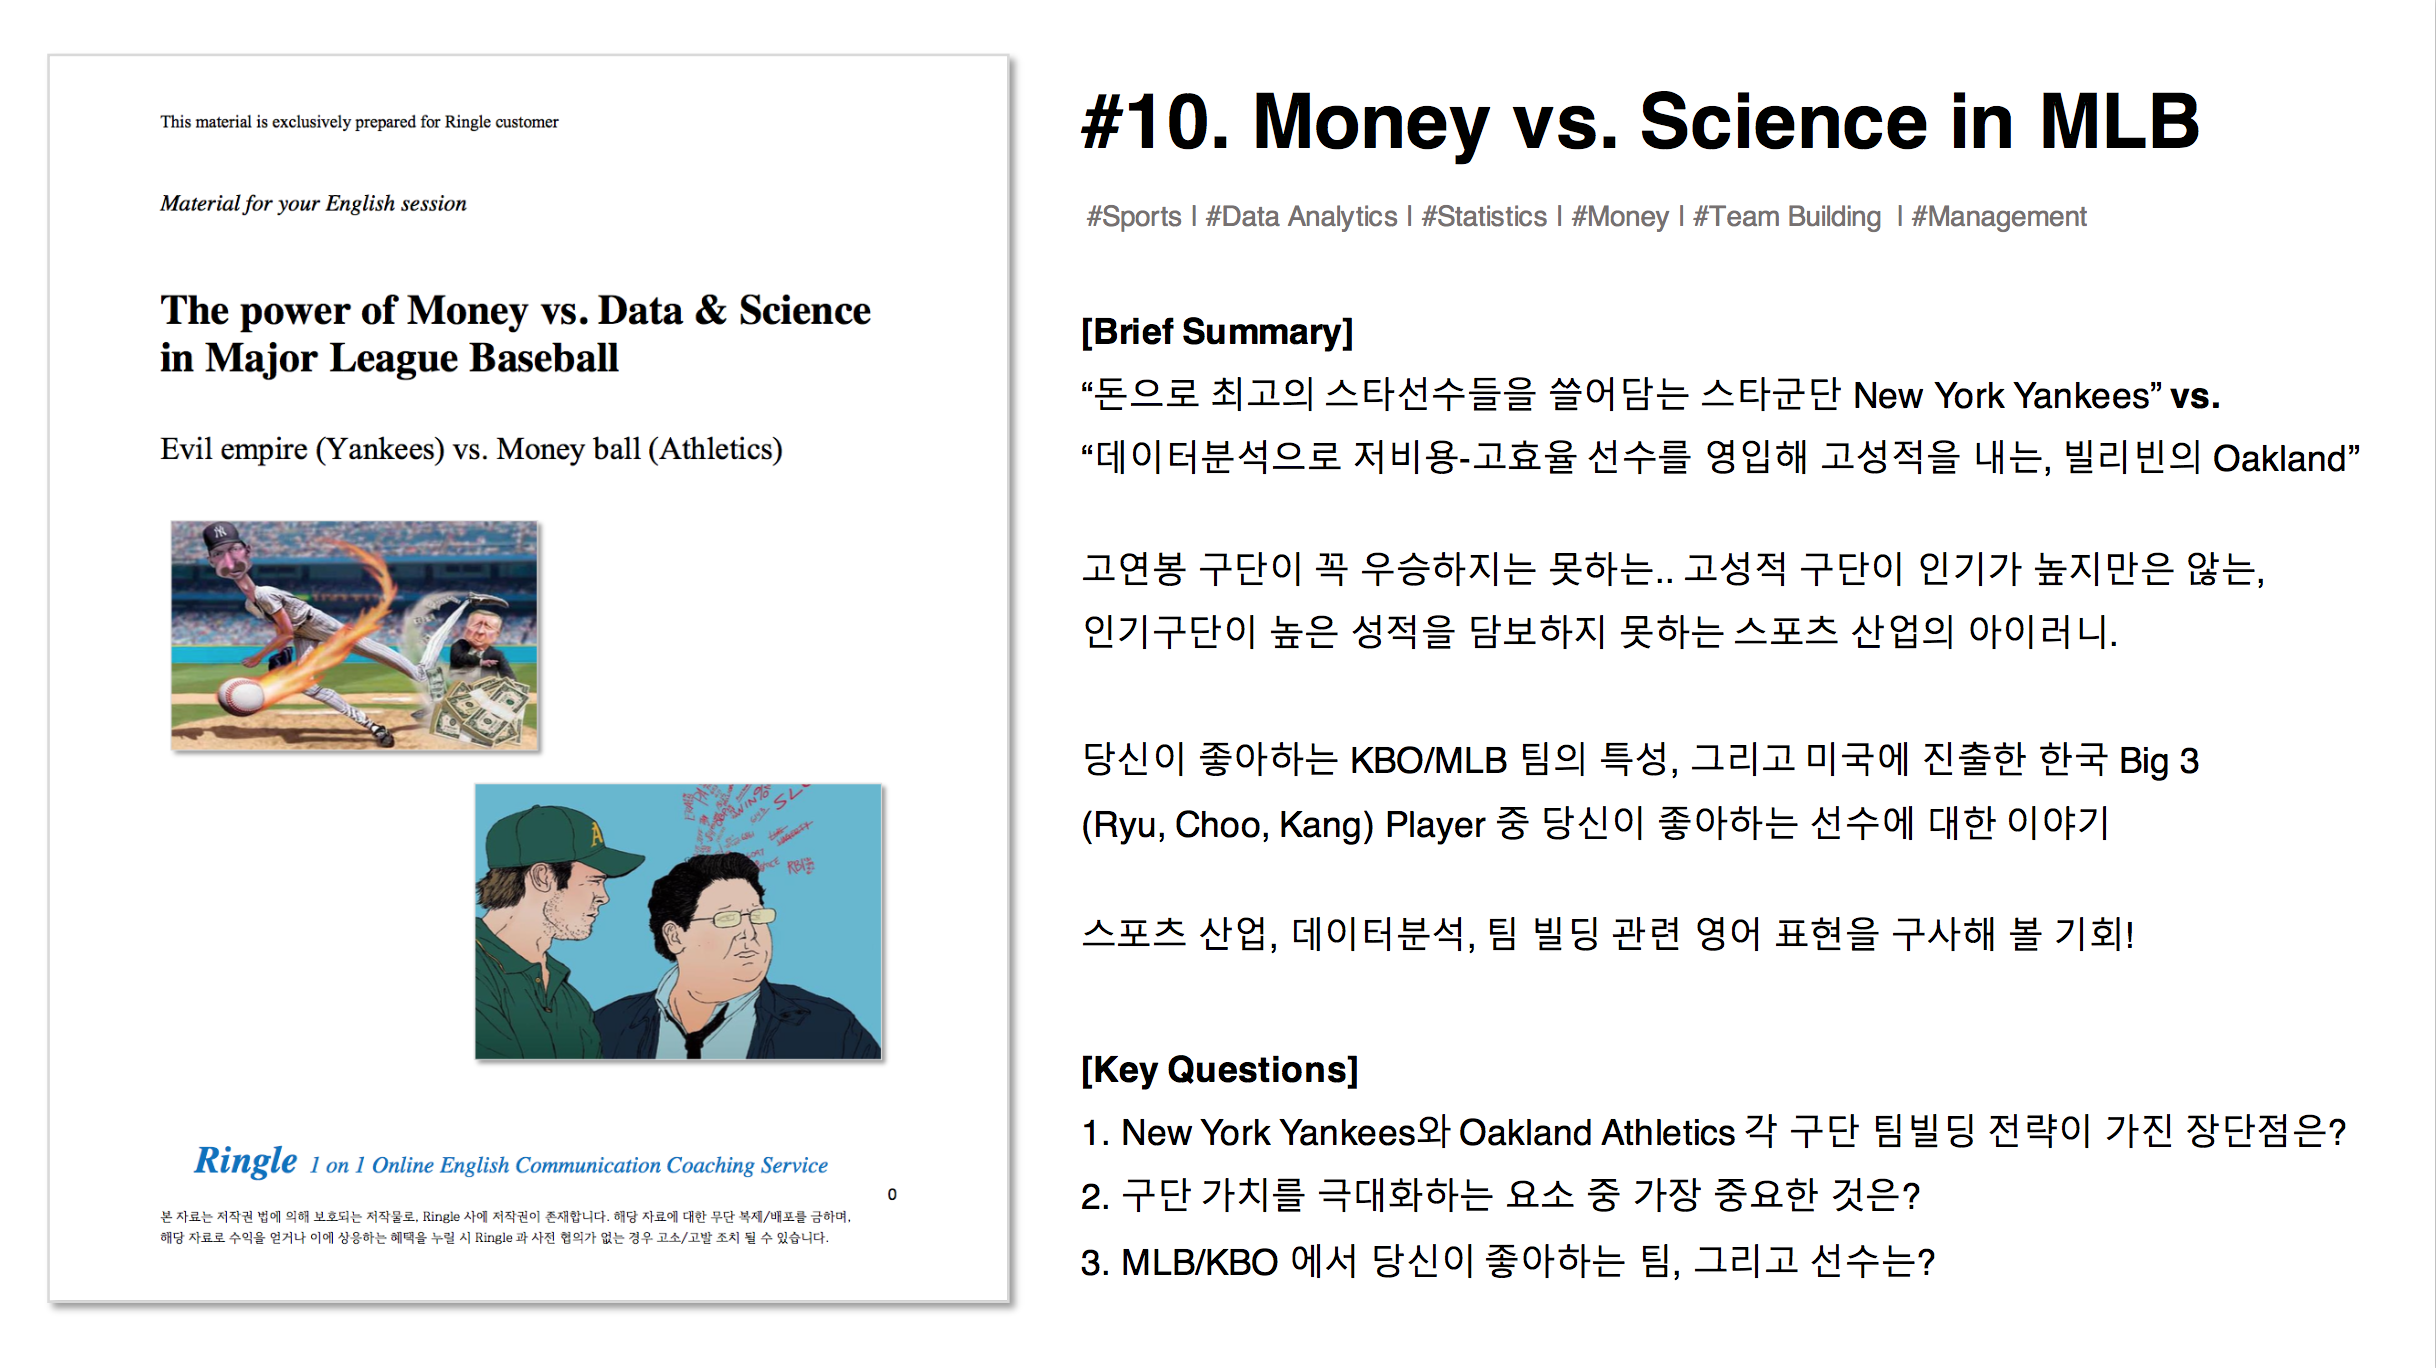 This material is exclusively prepared for Ringle customer
Material for your English session
The power of Money vs. Data & Science
in Major League Baseball
Evil empire (Yankees) vs. Money ball (Athletics)
Ringle 1 on 1 Online English Communication Coaching Service
0
본 자료는 저작권 법에 의해 보호되는 저작물로, Ringle 사에 저작권이 존재합니다. 해당 자료에 대한 무단 복제/배포를 금하며,
해당 자료로 수익을 얻거나 이에 상응하는 혜택을 누릴 시 Ringle 과 사전 협의가 없는 경우 고소/고발 조치 될 수 있습니다.
#10. Money vs. Science in MLB
#Sports l #Data Analytics l #Statistics l #Money l #Team Building l #Management
[Brief Summary]
“돈으로 최고의 스타선수들을 쓸어담는 스타군단 New York Yankees” vs.
“데이터분석으로 저비용-고효율 선수를 영입해 고성적을 내는, 빌리빈의 Oakland”
고연봉 구단이 꼭 우승하지는 못하는.. 고성적 구단이 인기가 높지만은 않는,
인기구단이 높은 성적을 담보하지 못하는 스포츠 산업의 아이러니.
당신이 좋아하는 KBO/MLB 팀의 특성, 그리고 미국에 진출한 한국 Big 3
(Ryu, Choo, Kang) Player 중 당신이 좋아하는 선수에 대한 이야기
스포츠 산업, 데이터분석, 팀 빌딩 관련 영어 표현을 구사해 볼 기회!
[Key Questions]
1. New York Yankees와 Oakland Athletics 각 구단 팀빌딩 전략이 가진 장단점은?
2. 구단 가치를 극대화하는 요소 중 가장 중요한 것은?
3. MLB/KBO 에서 당신이 좋아하는 팀, 그리고 선수는?